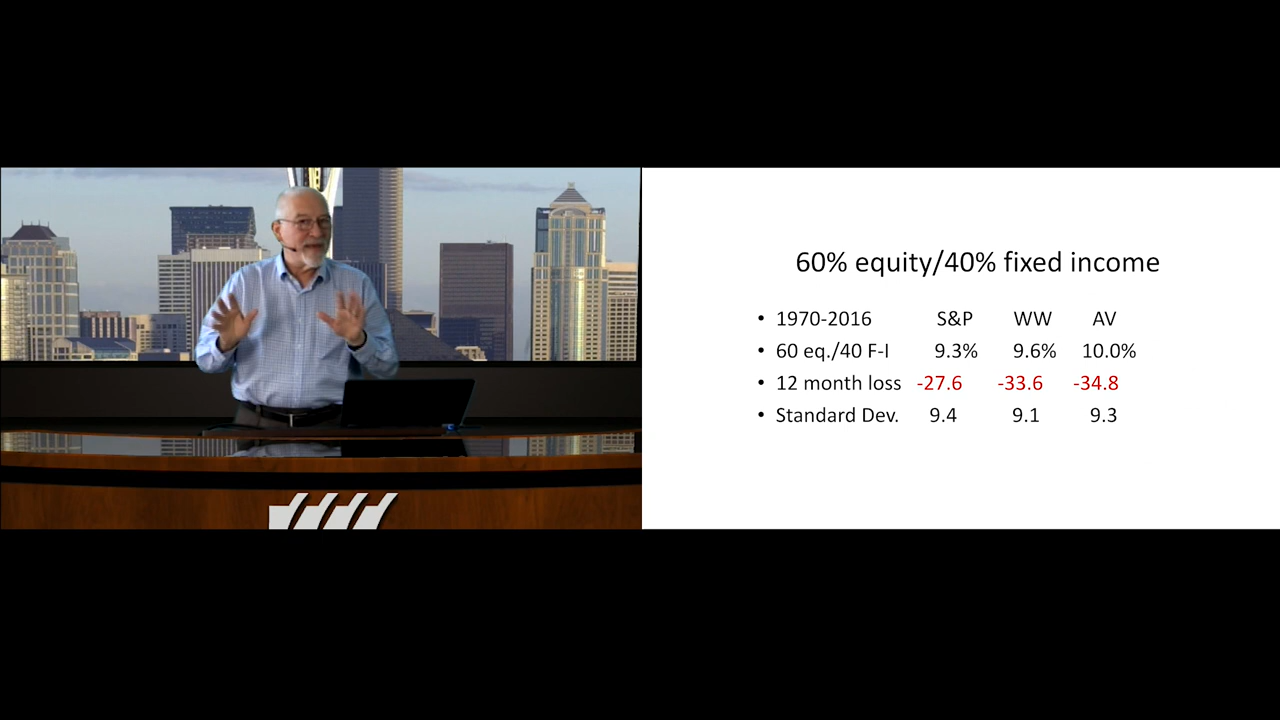 60% equity/40% fixed income
• 1970-2016 S&P WW AV
• 60 eq./40 F-I 9.3% 9.6% 10.0%
• 12 month loss -27.6 -33.6 -34.8
• Standard Dev. 9.4 9.1 9.3